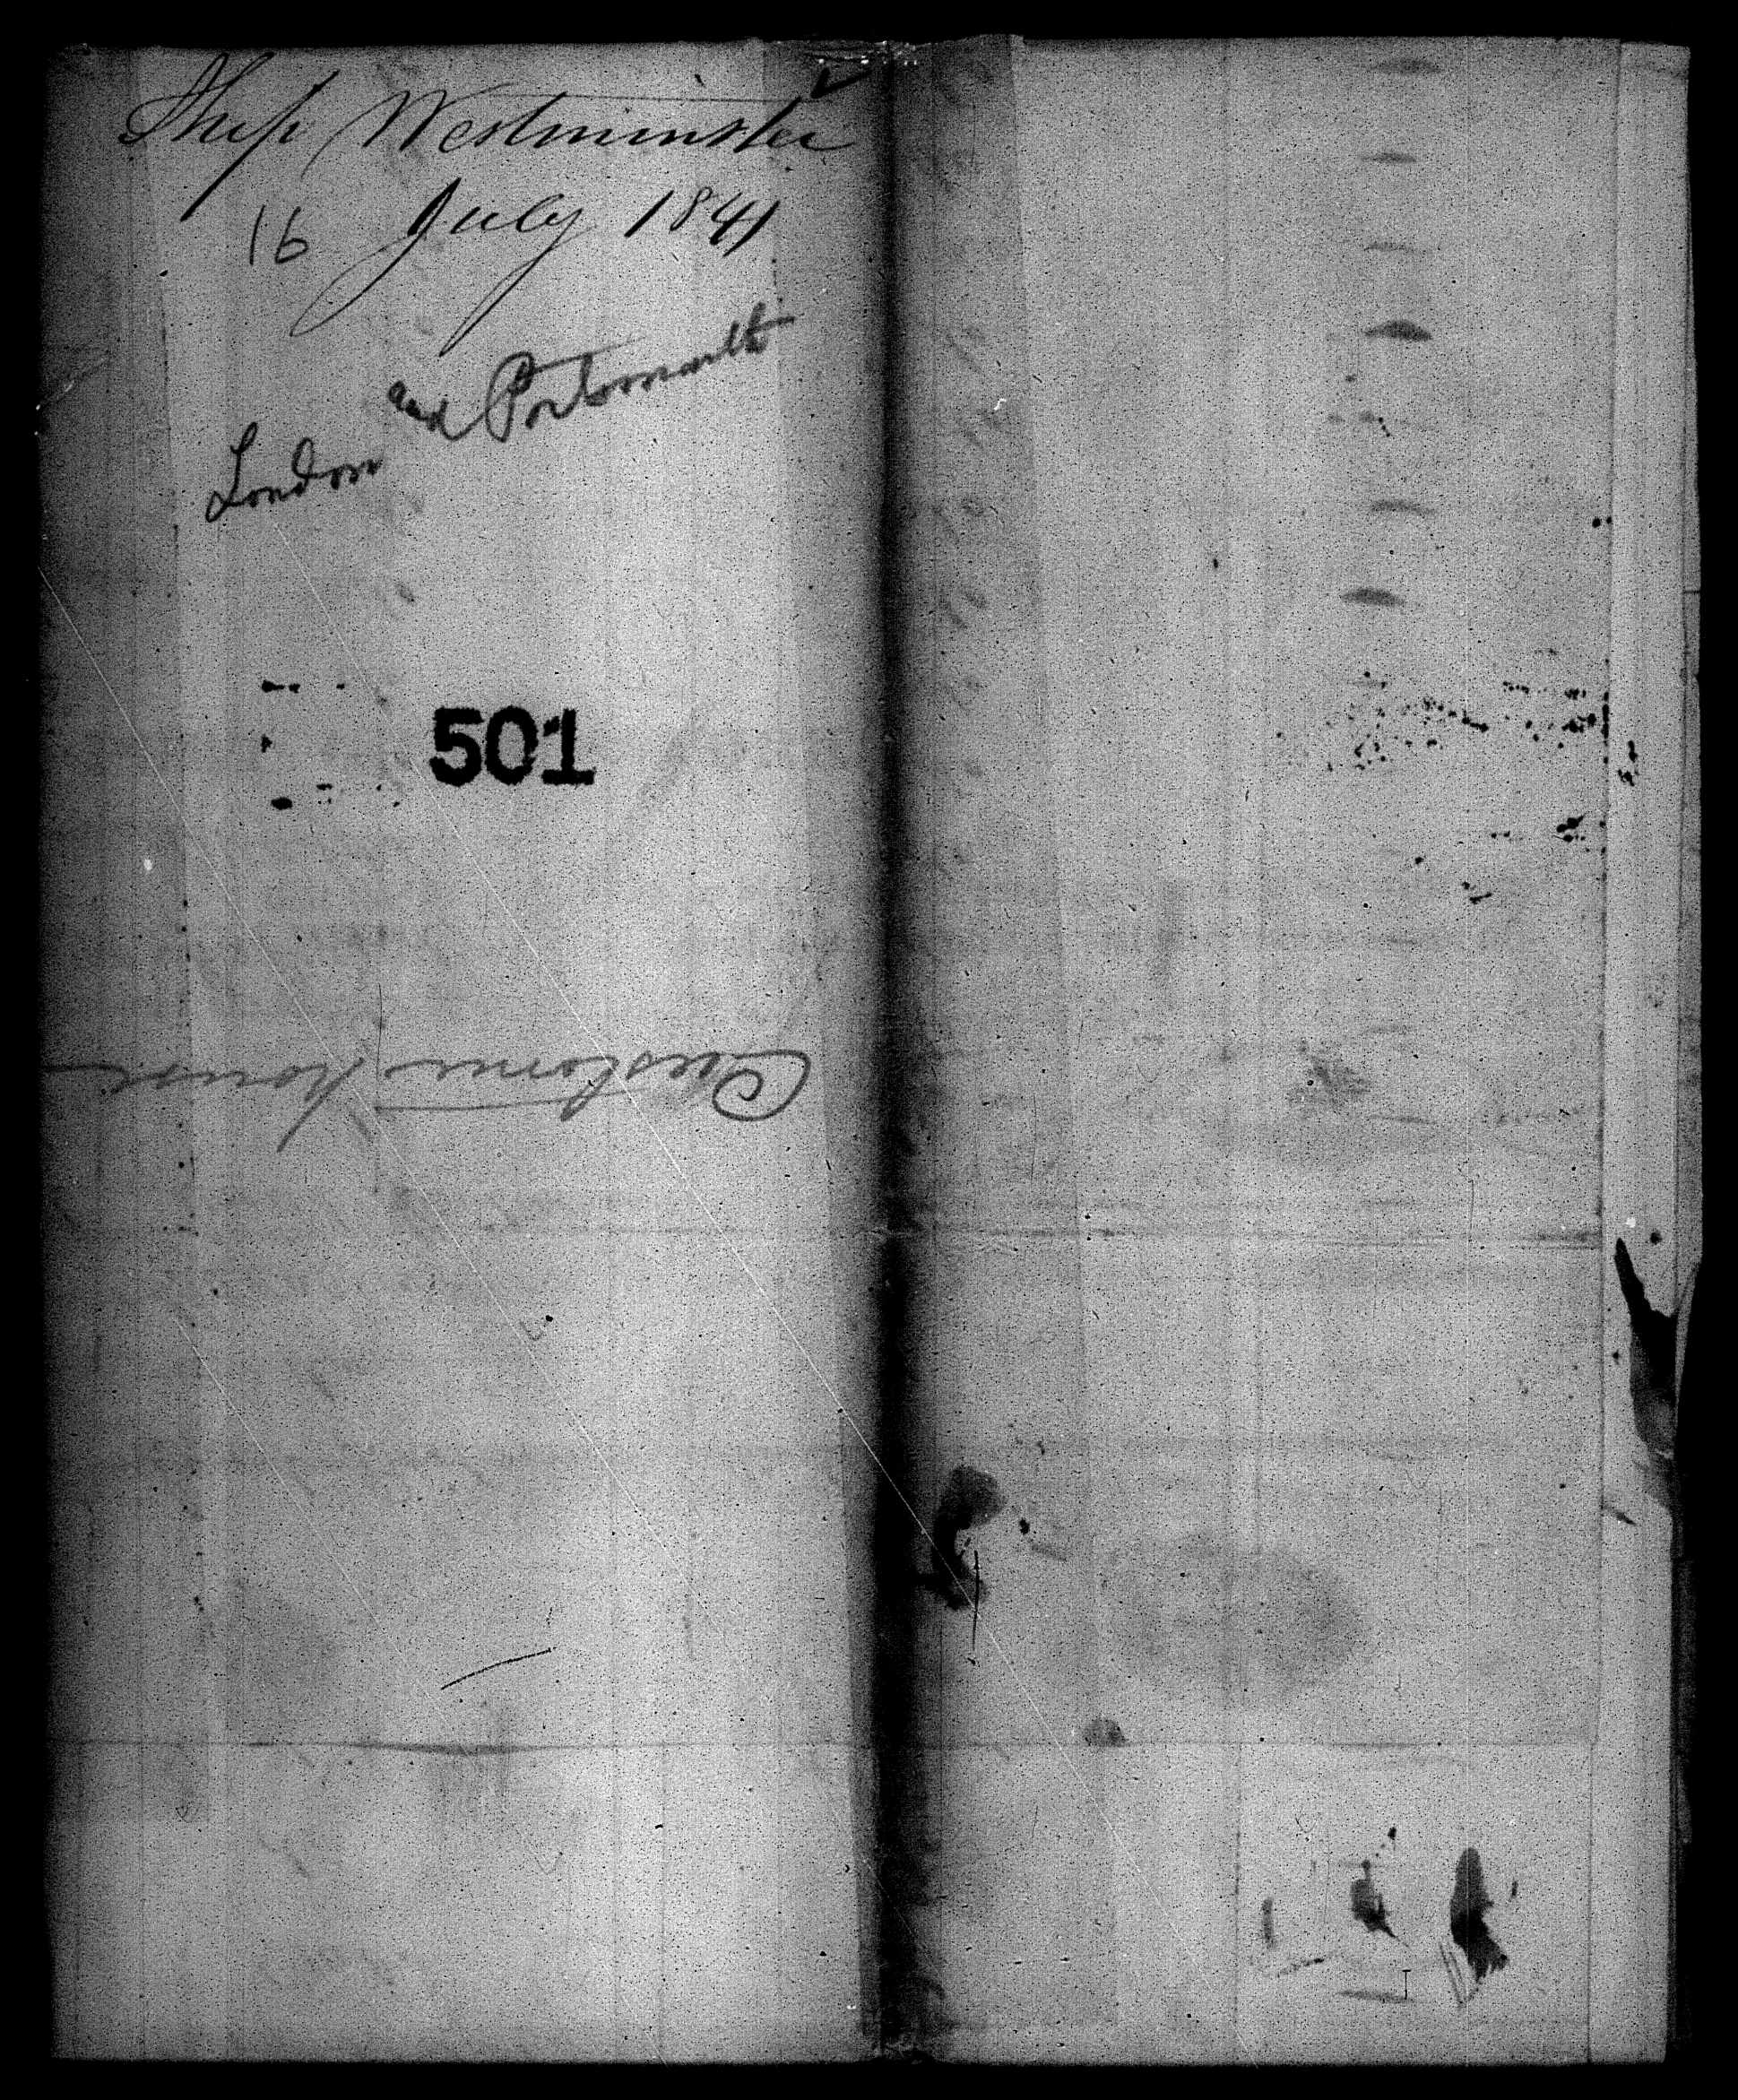 Ship Westminster
16 July 1841
London and Portsmouth
501
Customs house